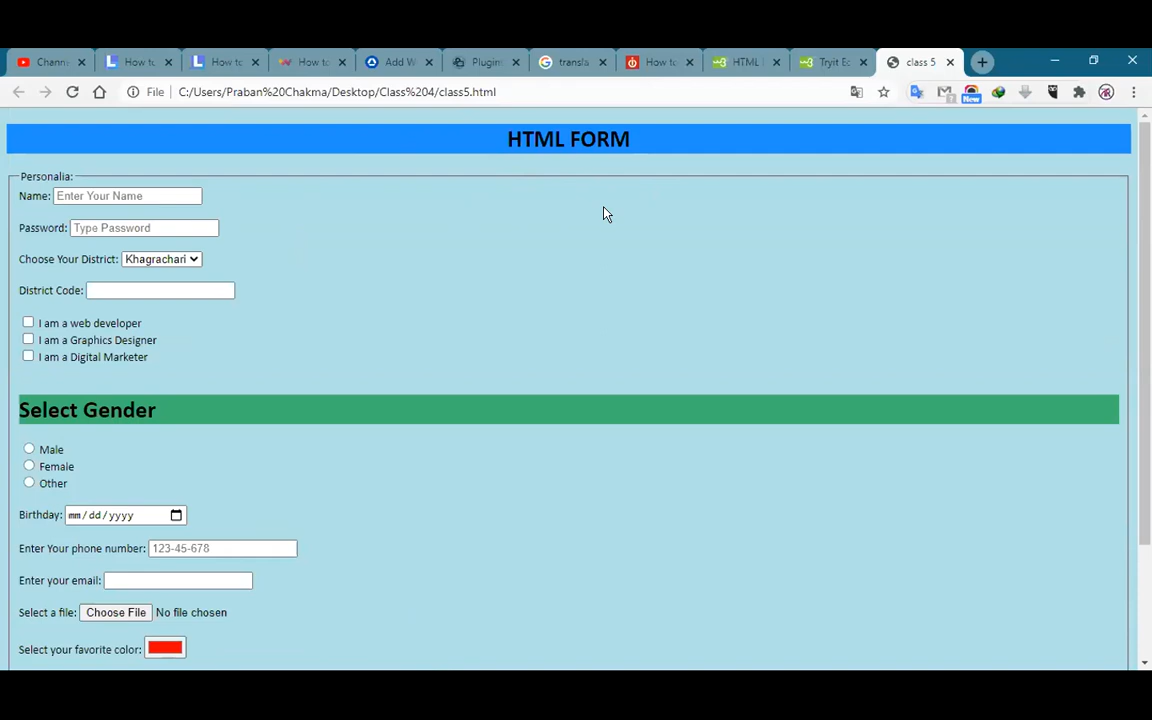 Chann
How to
How to
How to
Add W
Plugin
transla
How to
HTML
Tryit Ec
class 5
File C:/Users/Praban%20Chakma/Desktop/Class%204/class5.html
New
HTML FORM
Personalia:
Name: Enter Your Name
Password: Type Password
Choose Your District: Khagrachari
District Code:
I am a web developer
I am a Graphics Designer
I am a Digital Marketer
Select Gender
Male
Female
Other
Birthday: mm/dd/yyyy
Enter Your phone number: 123-45-678
Enter your email:
Select a file: Choose File No file chosen
Select your favorite color: